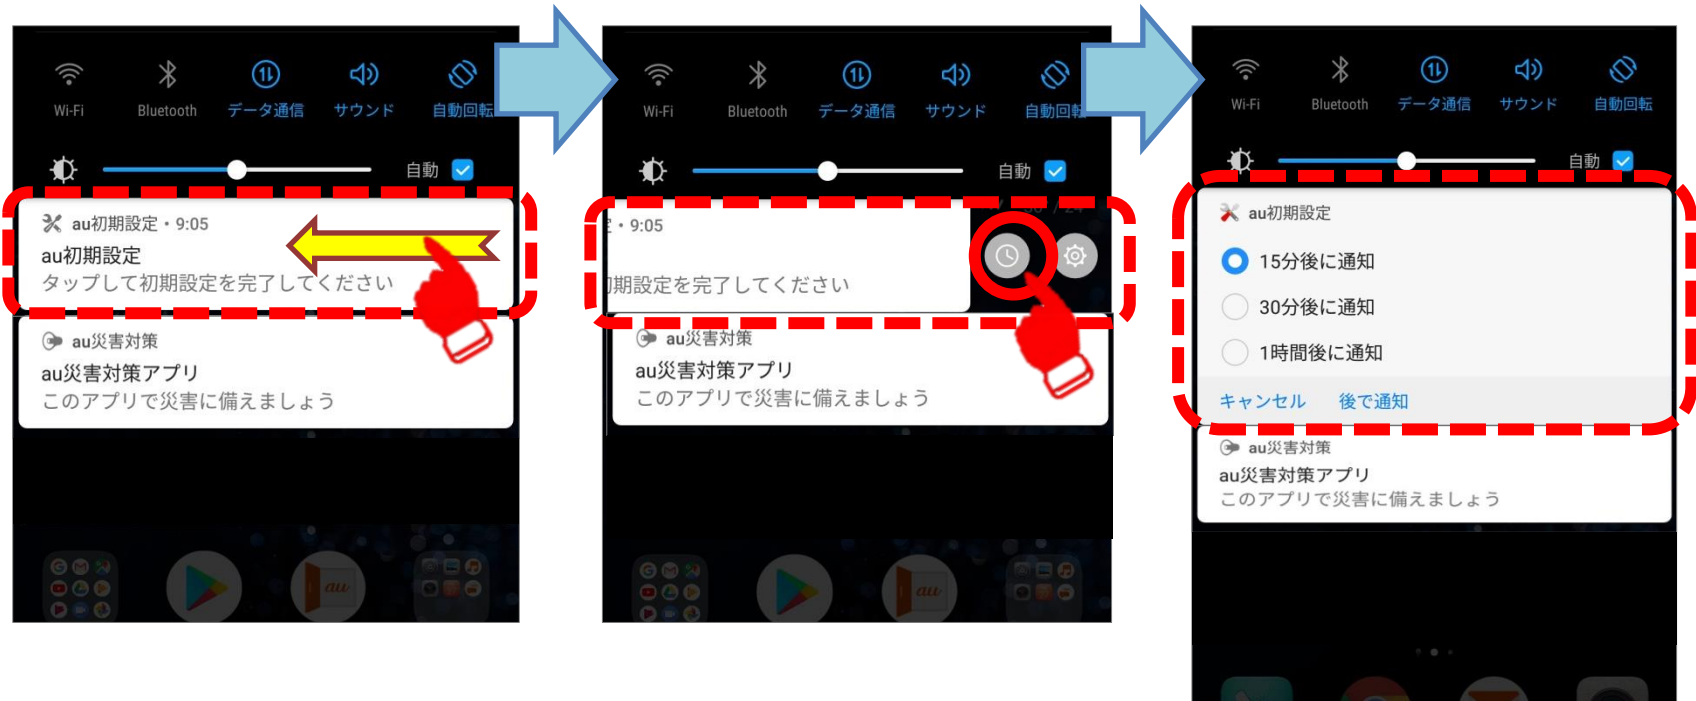 Wi-Fi
Bluetooth
データ通信
サウンド
自動回転
自動
au初期設定・9:05
au初期設定
タップして初期設定を完了してください
au災害対策
au災害対策アプリ
このアプリで災害に備えましょう
au
Wi-Fi
Bluetooth
データ通信
サウンド
自動回転
自動
・9:05
期設定を完了してください
au災害対策
au災害対策アプリ
このアプリで災害に備えましょう
au
Wi-Fi
Bluetooth
データ通信
サウンド
自動回転
自動
au初期設定
15分後に通知
30分後に通知
1時間後に通知
キャンセル 後で通知
au災害対策
au災害対策アプリ
このアプリで災害に備えましょう